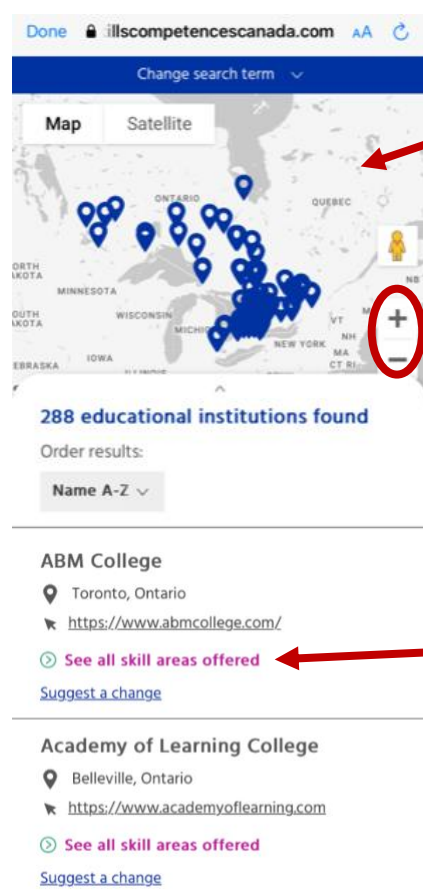 Done illscompetencescanada.com AA
Change search term
Map Satellite
ONTARIO
QUEBEC
ORTH
AKOTA
NB
MINNESOTA
OUTH
AKOTA
WISCONSIN
MICHI
VT
M
NH
NEW YORK
MA
EBRASKA
IOWA
CT RI
288 educational institutions found
Order results:
Name A-Z
ABM College
Toronto, Ontario
https://www.abmcollege.com/
See all skill areas offered
Suggest a change
Academy of Learning College
Belleville, Ontario
https://www.academyoflearning.com
See all skill areas offered
Suggest a change